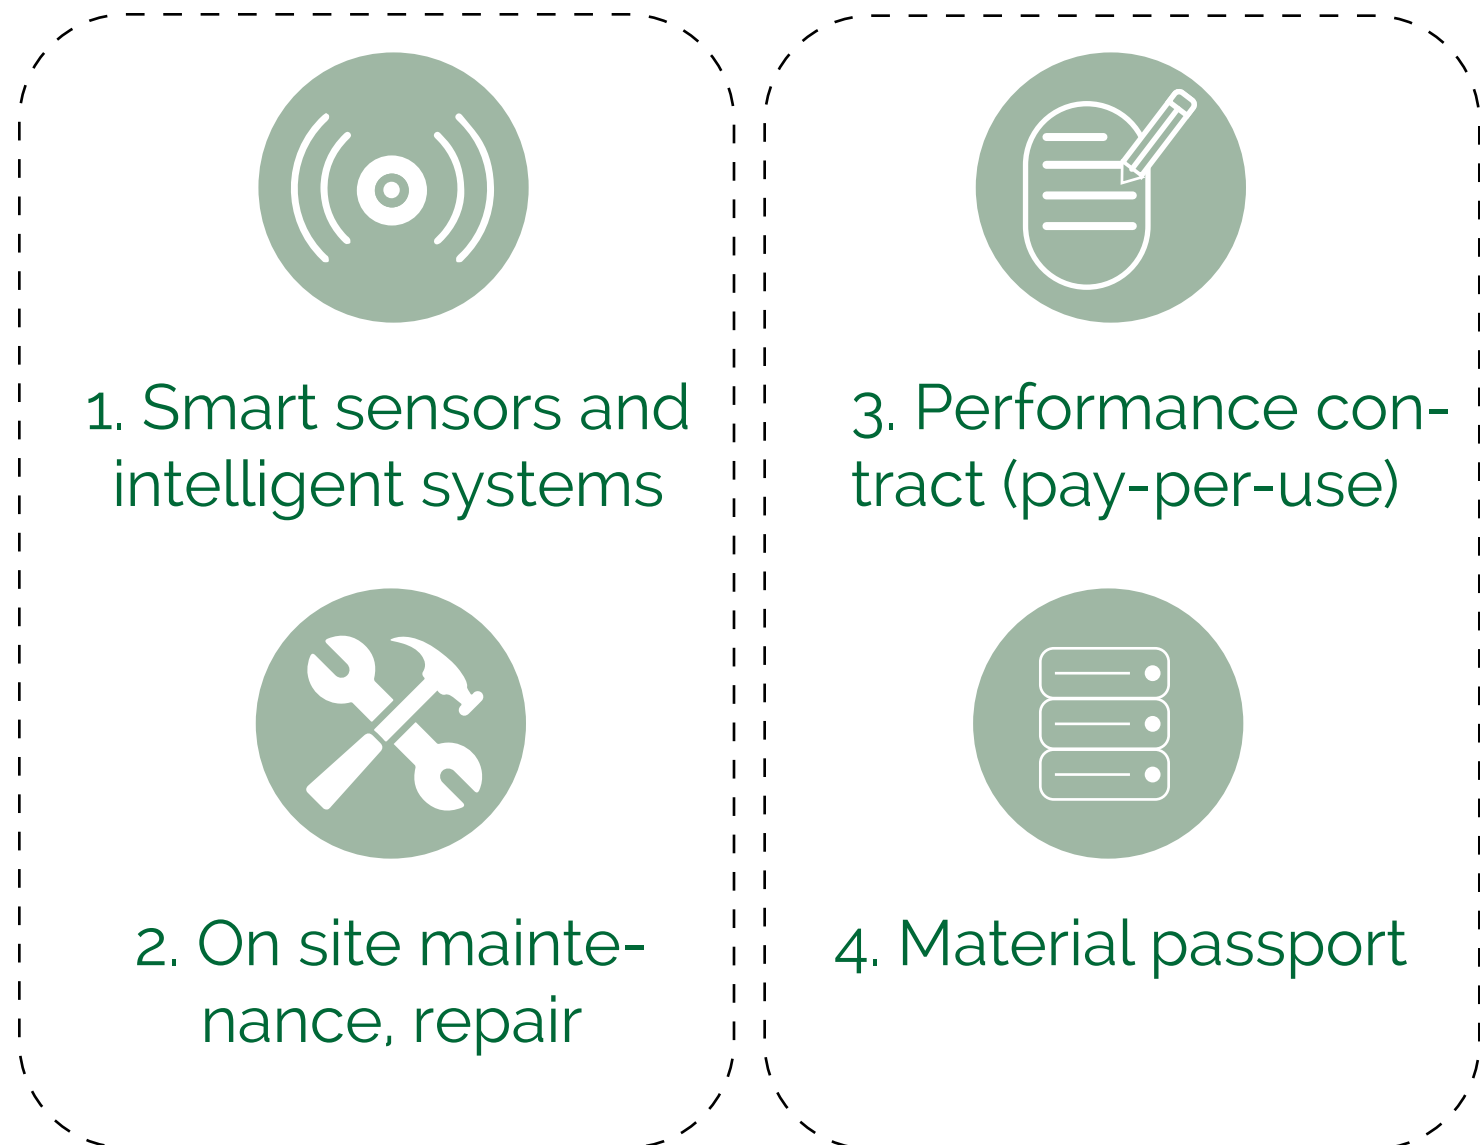 1. Smart sensors and
intelligent systems
2. On site mainte-
nance, repair
3. Performance con-
tract (pay-per-use)
4. Material passport